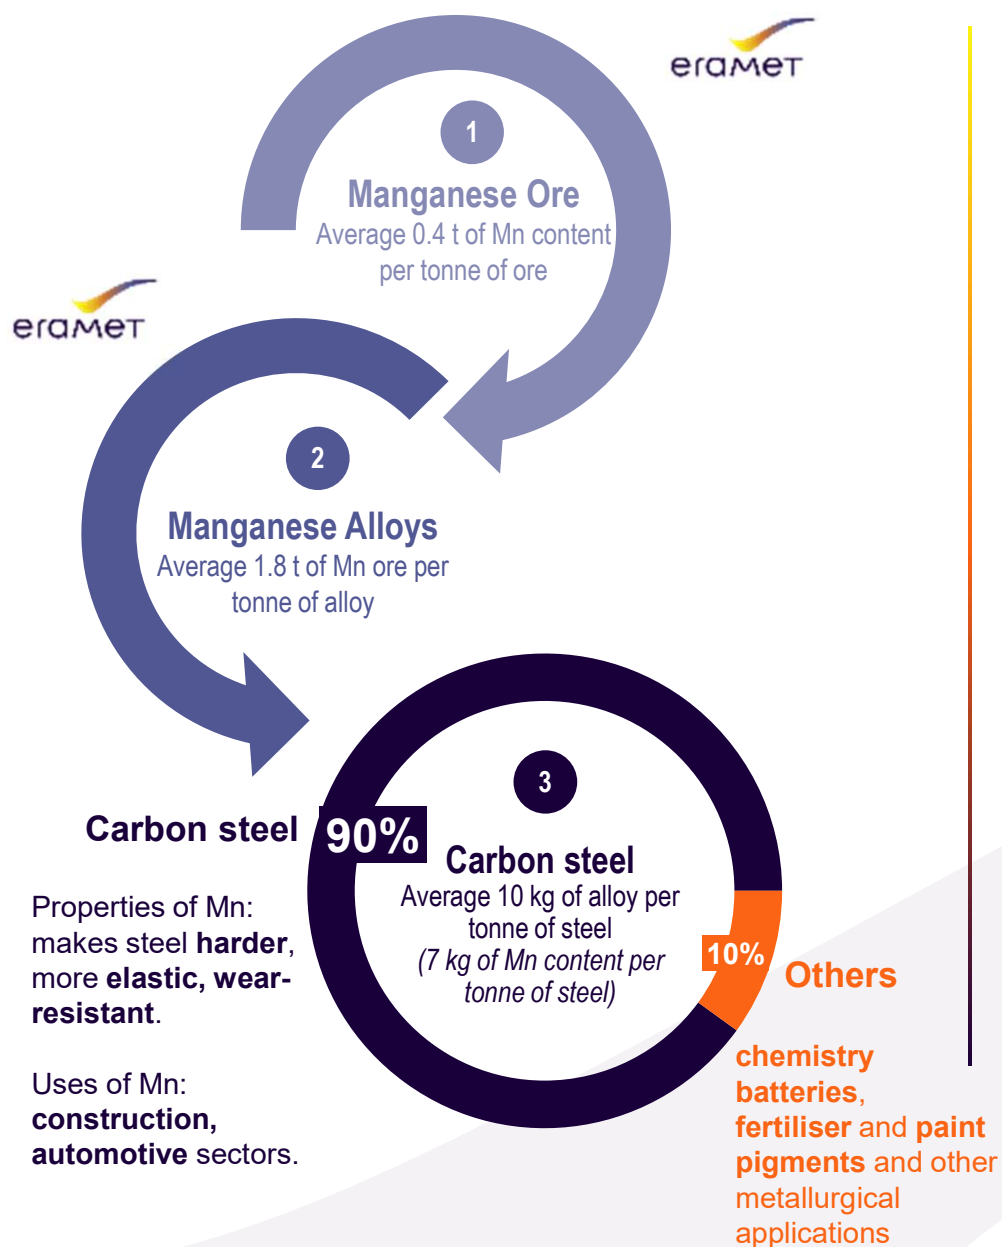 eramet
1
Manganese Ore
Average 0.4 t of Mn content
per tonne of ore
eramet
2
Manganese Alloys
Average 1.8 t of Mn ore per
tonne of alloy
3
Carbon steel
Average 10 kg of alloy per
tonne of steel
(7 kg of Mn content per
tonne of steel)
Carbon steel 90%
Properties of Mn:
makes steel harder,
more elastic, wear-
resistant.
Uses of Mn:
construction,
automotive sectors.
10%
Others
chemistry
batteries,
fertiliser and paint
pigments and other
metallurgical
applications